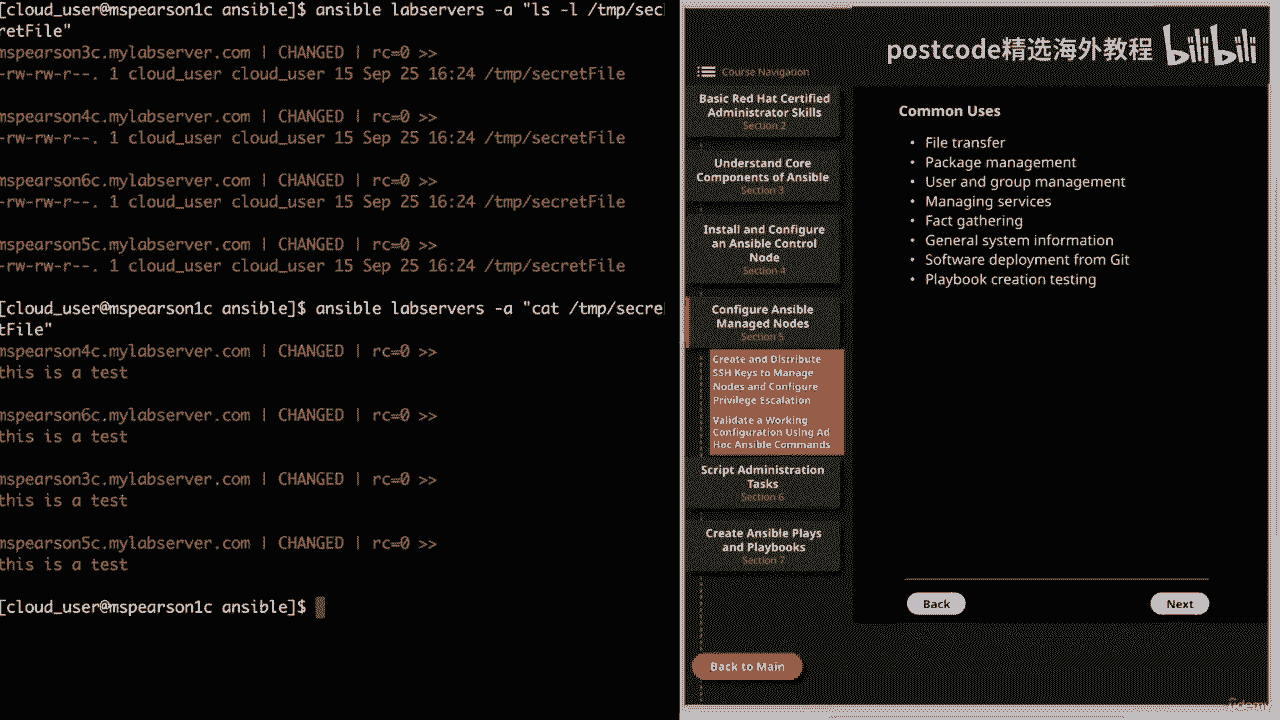 [cloud_user@mspearson1c ansible]$ ansible labservers -a "ls -l /tmp/sec
retFile"
mspearson3c.mylabserver.com | CHANGED | rc=0 >>
-rw-rw-r--. 1 cloud_user cloud_user 15 Sep 25 16:24 /tmp/secretFile
mspearson4c.mylabserver.com | CHANGED | rc=0 >>
-rw-rw-r--. 1 cloud_user cloud_user 15 Sep 25 16:24 /tmp/secretFile
mspearson6c.mylabserver.com | CHANGED | rc=0 >>
-rw-rw-r--. 1 cloud_user cloud_user 15 Sep 25 16:24 /tmp/secretFile
mspearson5c.mylabserver.com | CHANGED | rc=0 >>
-rw-rw-r--. 1 cloud_user cloud_user 15 Sep 25 16:24 /tmp/secretFile
[cloud_user@mspearson1c ansible]$ ansible labservers -a "cat /tmp/secre
tFile"
mspearson4c.mylabserver.com | CHANGED | rc=0 >>
this is a test
mspearson6c.mylabserver.com | CHANGED | rc=0 >>
this is a test
mspearson3c.mylabserver.com | CHANGED | rc=0 >>
this is a test
mspearson5c.mylabserver.com | CHANGED | rc=0 >>
this is a test
[cloud_user@mspearson1c ansible]$
postcode精选海外教程 bilibili
Course Navigation
Basic Red Hat Certified
Administrator Skills
Section 2
Understand Core
Components of Ansible
Section 3
Install and Configure
an Ansible Control
Node
Section 4
Configure Ansible
Managed Nodes
Section 5
Create and Distribute
SSH Keys to Manage
Nodes and Configure
Privilege Escalation
Validate a Working
Configuration Using Ad
Hoc Ansible Commands
Script Administration
Tasks
Section 6
Create Ansible Plays
and Playbooks
Section 7
Back to Main
Common Uses
• File transfer
• Package management
• User and group management
• Managing services
• Fact gathering
• General system information
• Software deployment from Git
• Playbook creation testing
Back
Next
ûdemy